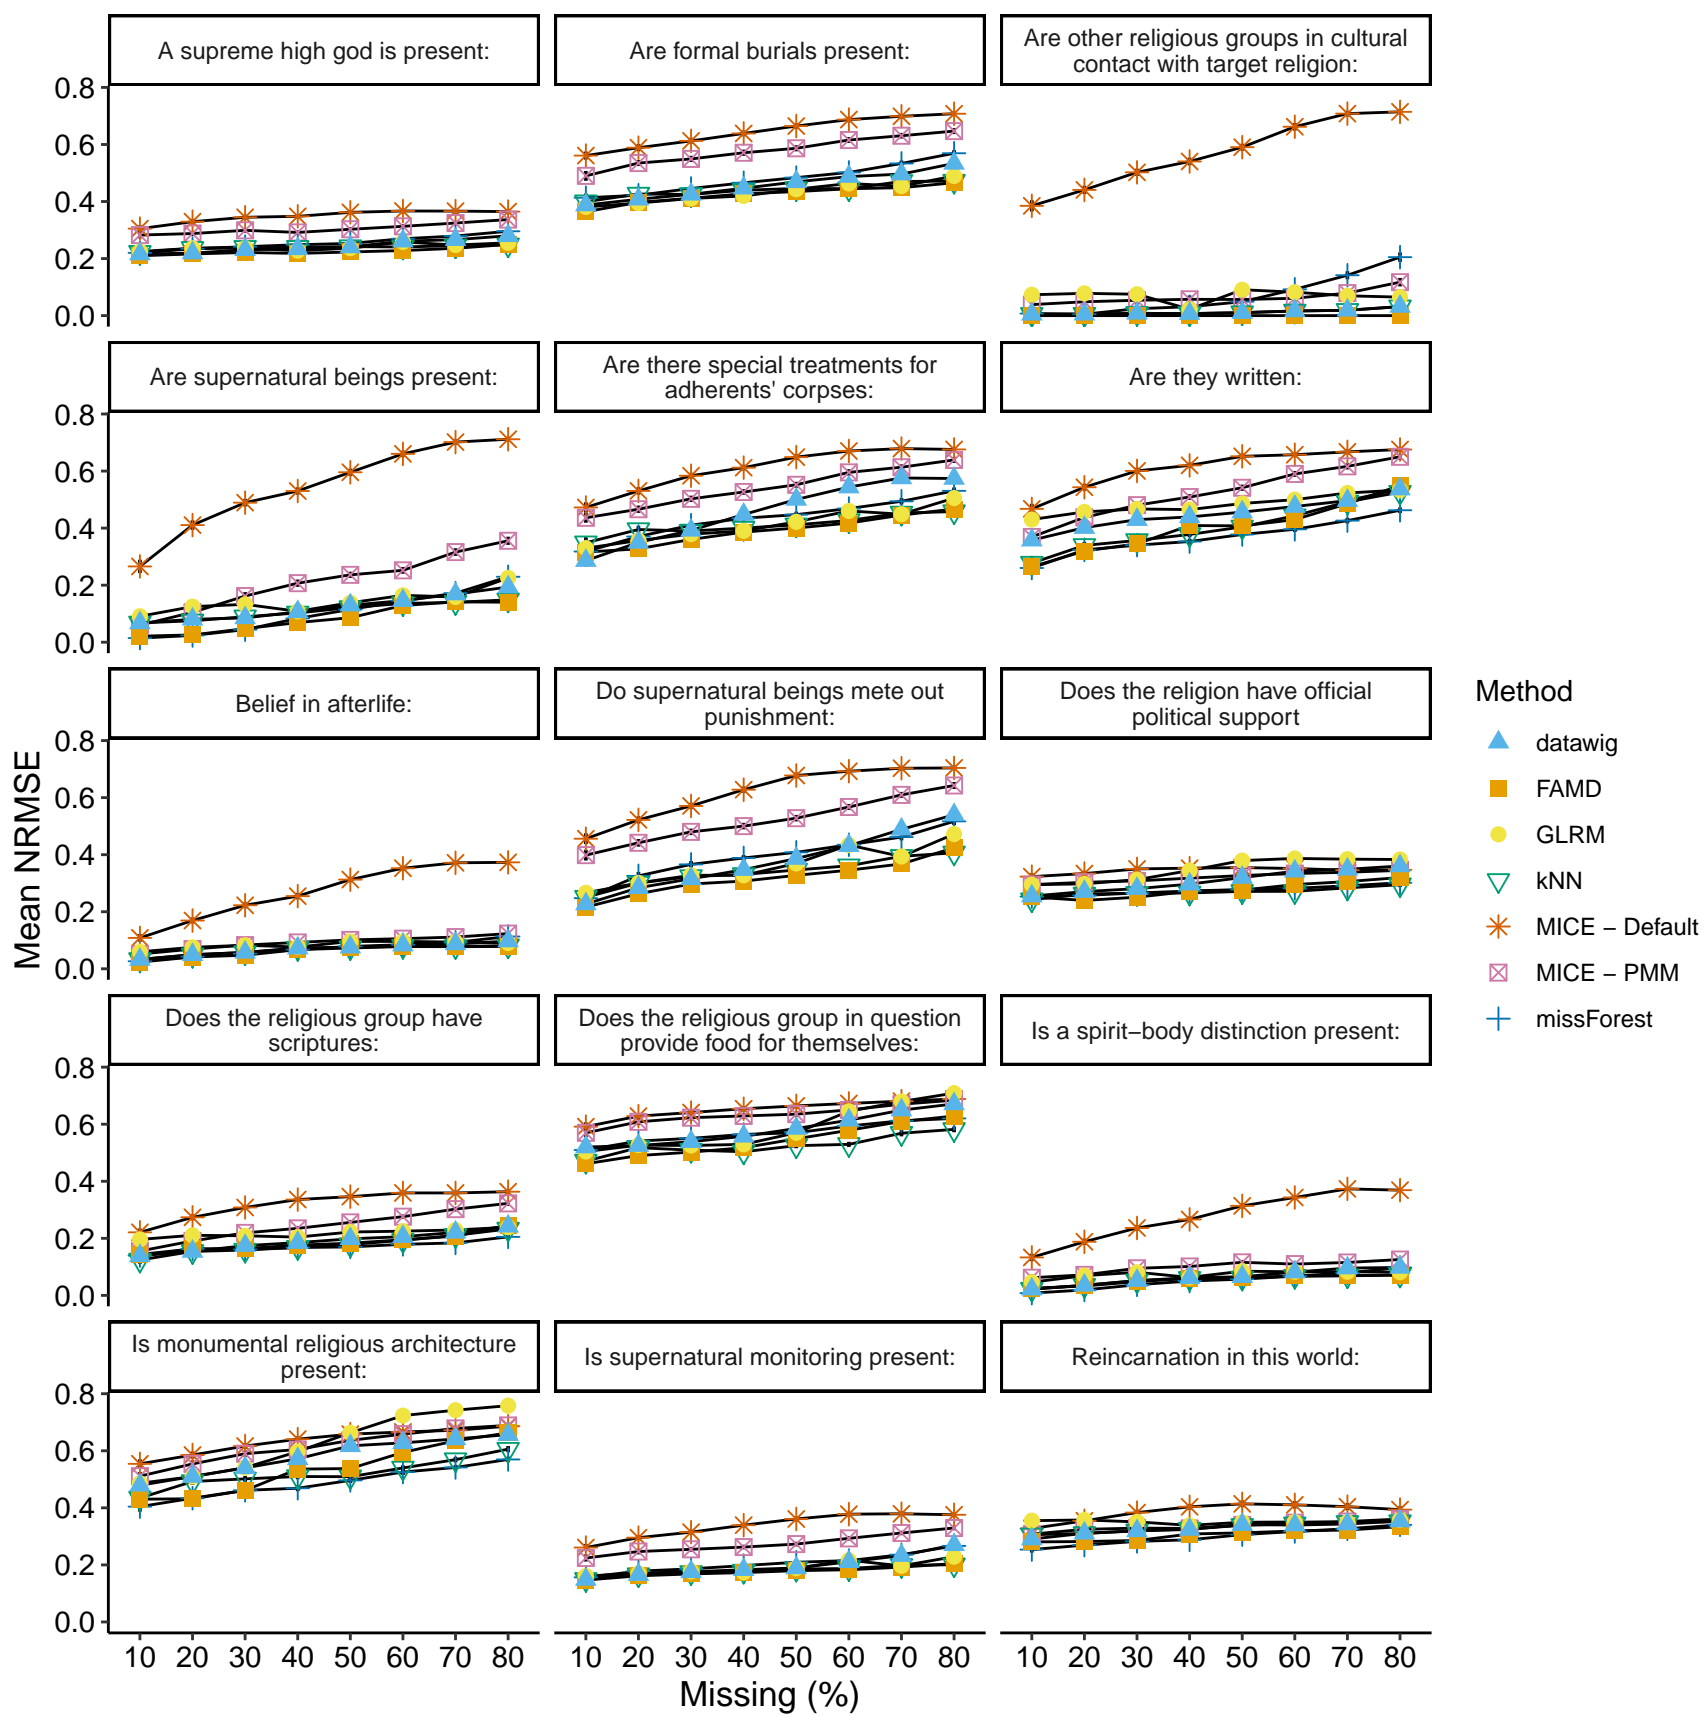 A supreme high god is present:
Are formal burials present:
Are other religious groups in cultural
contact with target religion:
0.8
0.6
0.4
0.2
0.0
Are supernatural beings present:
Are there special treatments for
adherents' corpses:
Are they written:
0.8
0.6
0.4
0.2
0.0
Belief in afterlife:
Do supernatural beings mete out
punishment:
Does the religion have official
political support
0.8
0.6
0.4
0.2
0.0
Does the religious group have
scriptures:
Does the religious group in question
provide food for themselves:
Is a spirit−body distinction present:
0.8
0.6
0.4
0.2
0.0
Is monumental religious architecture
present:
Is supernatural monitoring present:
Reincarnation in this world:
0.8
0.6
0.4
0.2
0.0
10 20 30 40 50 60 70 80
10 20 30 40 50 60 70 80
10 20 30 40 50 60 70 80
Missing (%)
Mean NRMSE
Method
datawig
FAMD
GLRM
kNN
MICE − Default
MICE − PMM
missForest